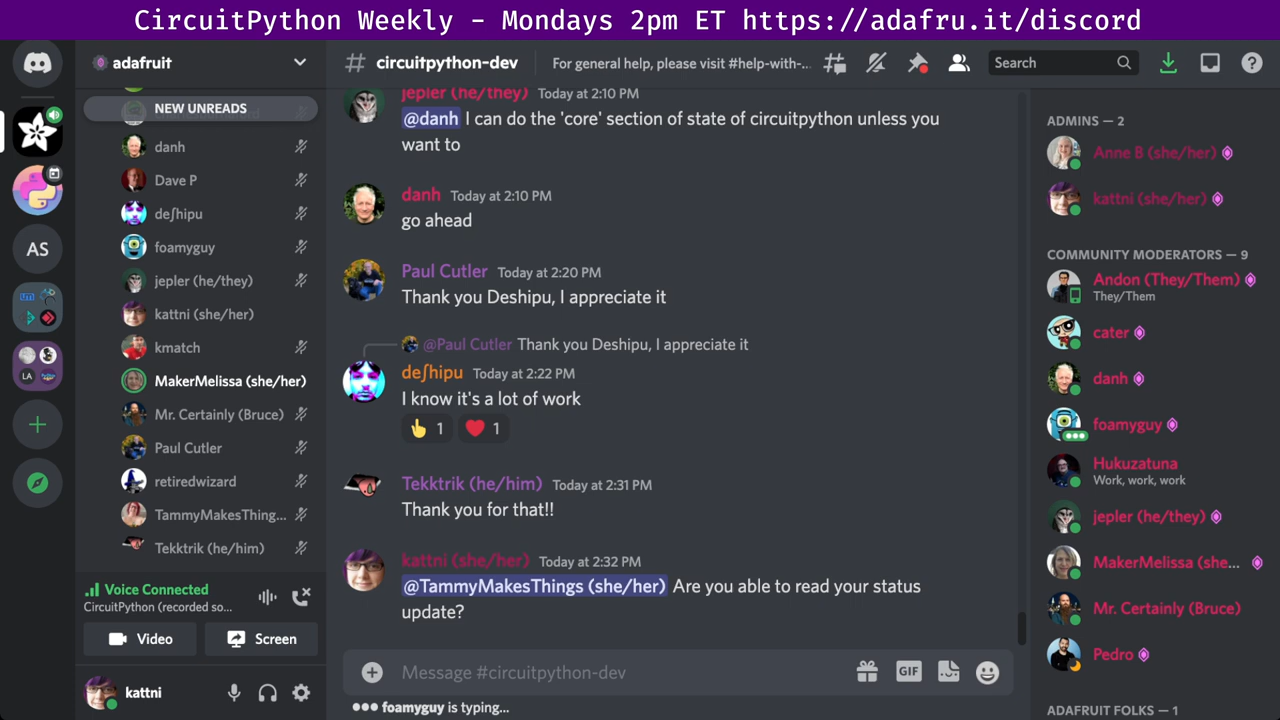 CircuitPython Weekly - Mondays 2pm ET https://adafru.it/discord
adafruit
# circuitpython-dev
For general help, please visit #help-with-...
Search
NEW UNREADS
danh
Dave P
deʃhipu
foamyguy
jepler (he/they)
kattni (she/her)
kmatch
MakerMelissa (she/her)
Mr. Certainly (Bruce)
Paul Cutler
retiredwizard
TammyMakesThing...
Tekktrik (he/him)
Voice Connected
CircuitPython (recorded so...
Video
Screen
kattni
AS
LA
jepler (he/they) Today at 2:10 PM
@danh I can do the 'core' section of state of circuitpython unless you
want to
danh Today at 2:10 PM
go ahead
Paul Cutler Today at 2:20 PM
Thank you Deshipu, I appreciate it
@Paul Cutler Thank you Deshipu, I appreciate it
deʃhipu Today at 2:22 PM
I know it's a lot of work
1 1
Tekktrik (he/him) Today at 2:31 PM
Thank you for that!!
kattni (she/her) Today at 2:32 PM
@TammyMakesThings (she/her) Are you able to read your status
update?
Message #circuitpython-dev
GIF
foamyguy is typing...
ADMINS — 2
Anne B (she/her)
kattni (she/her)
COMMUNITY MODERATORS — 9
Andon (They/Them)
They/Them
cater
danh
foamyguy
Hukuzatuna
Work, work, work
jepler (he/they)
MakerMelissa (she...
Mr. Certainly (Bruce)
Pedro
ADAFRUIT FOLKS — 1